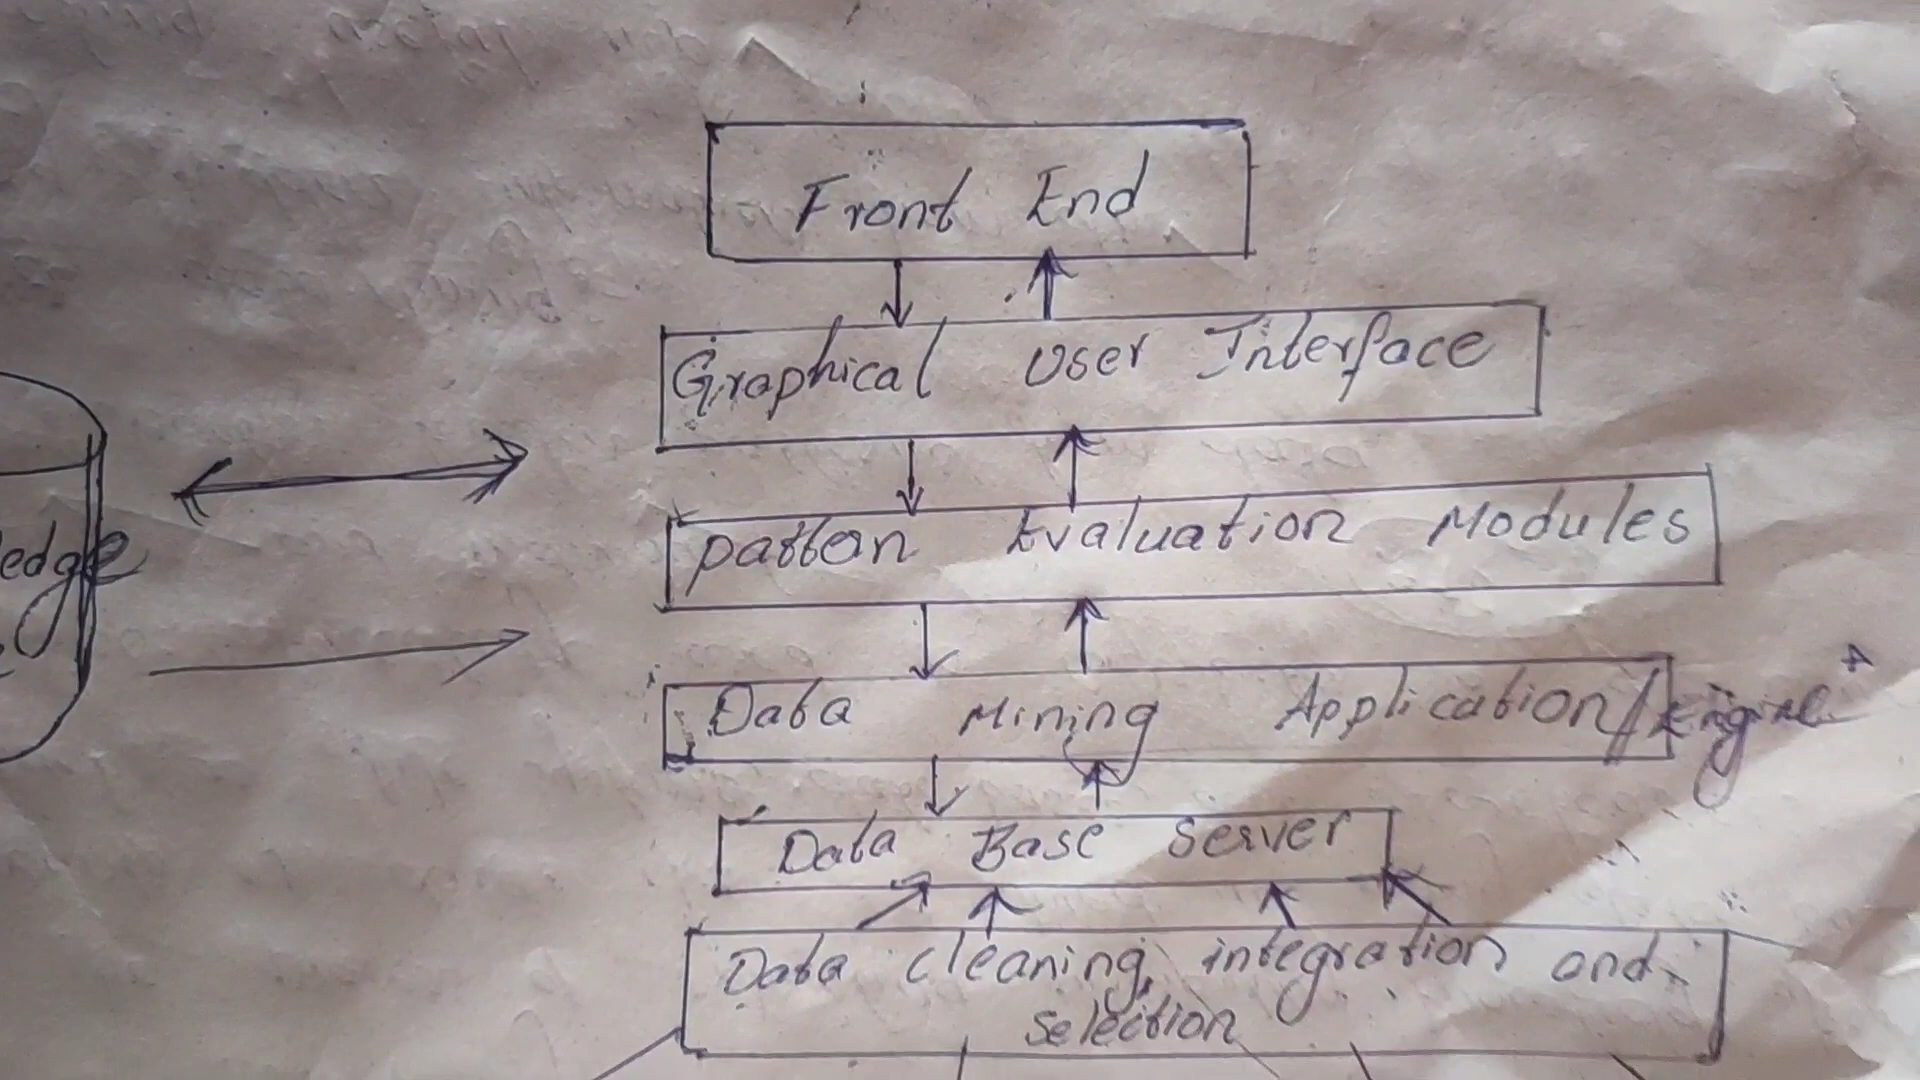 Front End
Graphical User Interface
pattern Evaluation Modules
ledge
Data Mining Application/Engine
Data Base Server
Data cleaning, integration and
selection